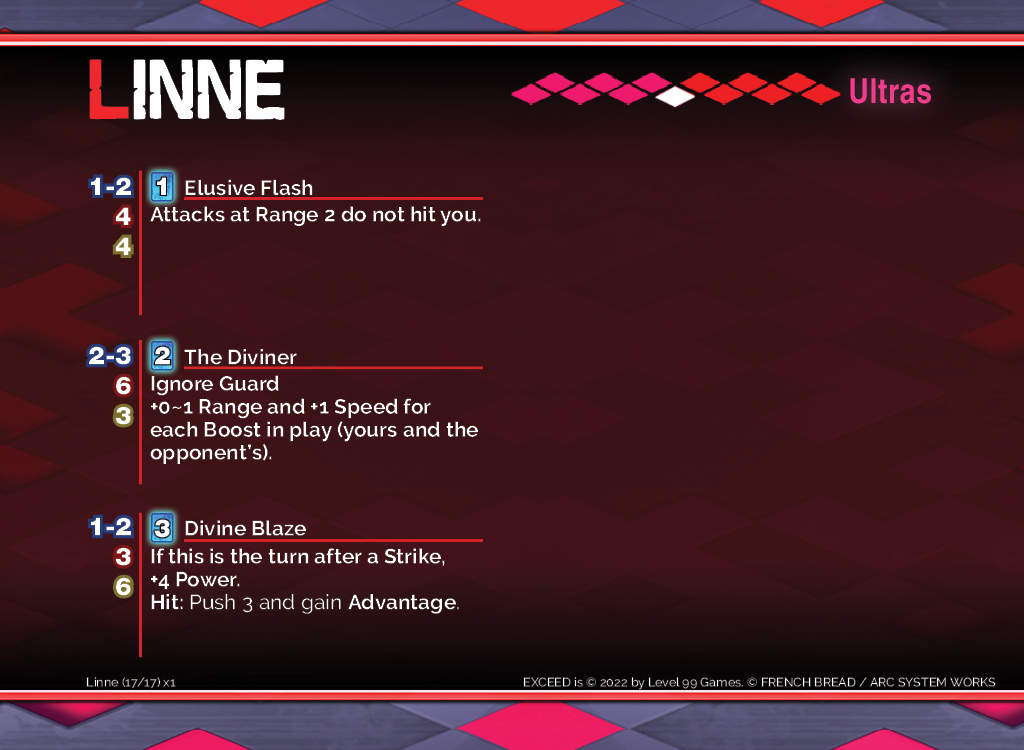 LINNE
Ultras
1-2 1 Elusive Flash
4 Attacks at Range 2 do not hit you.
4
2-3 2 The Diviner
6 Ignore Guard
3 +0~1 Range and +1 Speed for
each Boost in play (yours and the
opponent's).
1-2 3 Divine Blaze
3 If this is the turn after a Strike,
6 +4 Power.
Hit: Push 3 and gain Advantage.
Linne (17/17) x1
EXCEED is © 2022 by Level 99 Games. © FRENCH BREAD / ARC SYSTEM WORKS